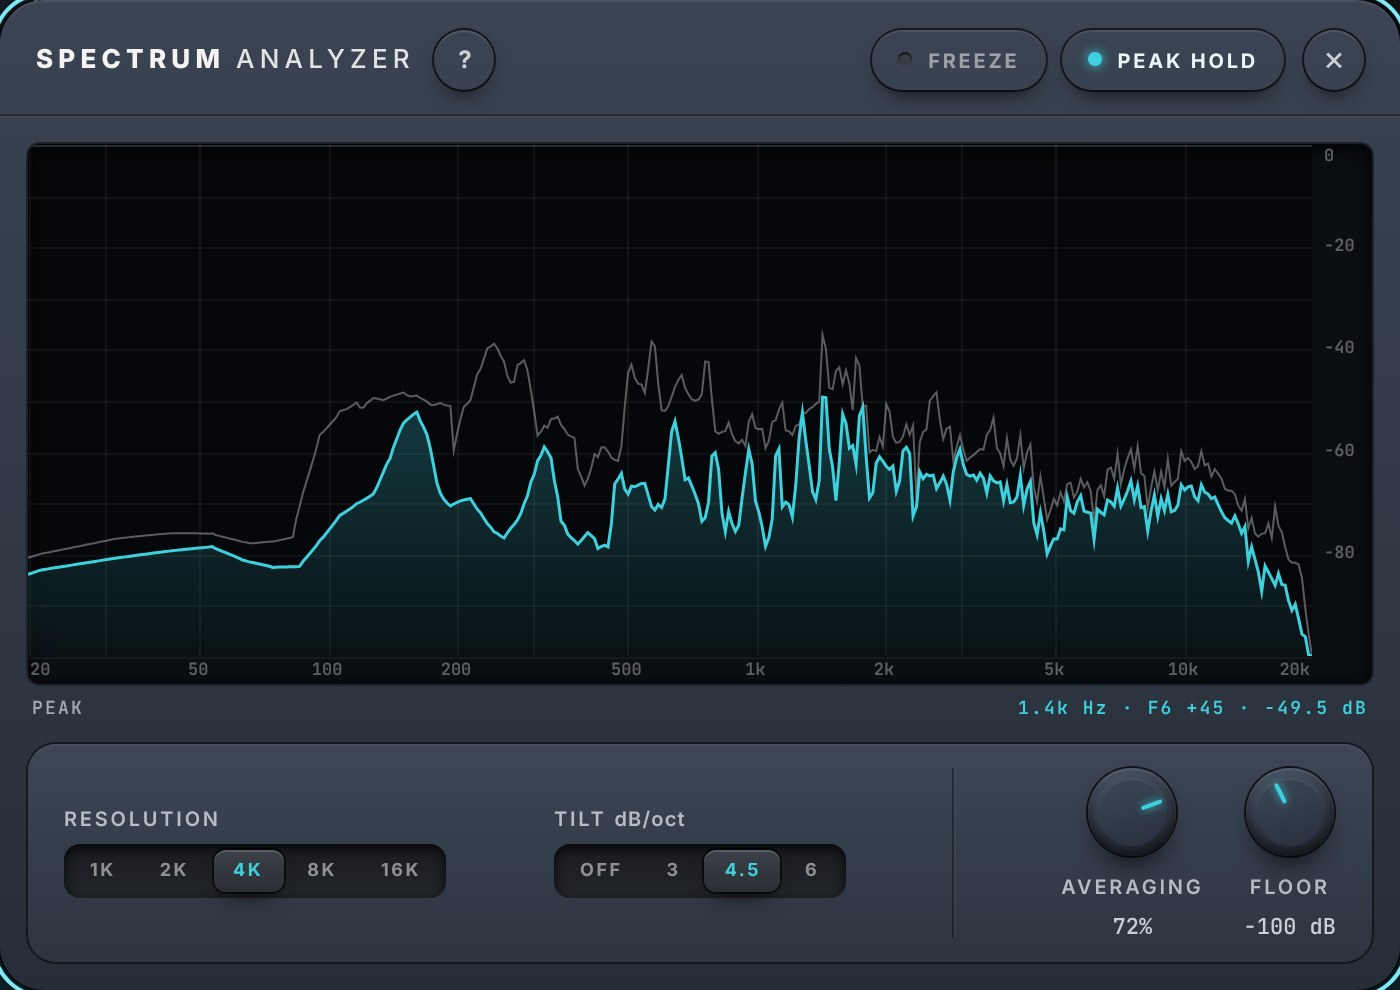 SPECTRUM ANALYZER ?
FREEZE PEAK HOLD ✕
0
-20
-40
-60
-80
20 50 100 200 500 1k 2k 5k 10k 20k
PEAK 1.4k Hz · F6 +45 · -49.5 dB
RESOLUTION
1K 2K 4K 8K 16K
TILT dB/oct
OFF 3 4.5 6
AVERAGING
72%
FLOOR
-100 dB